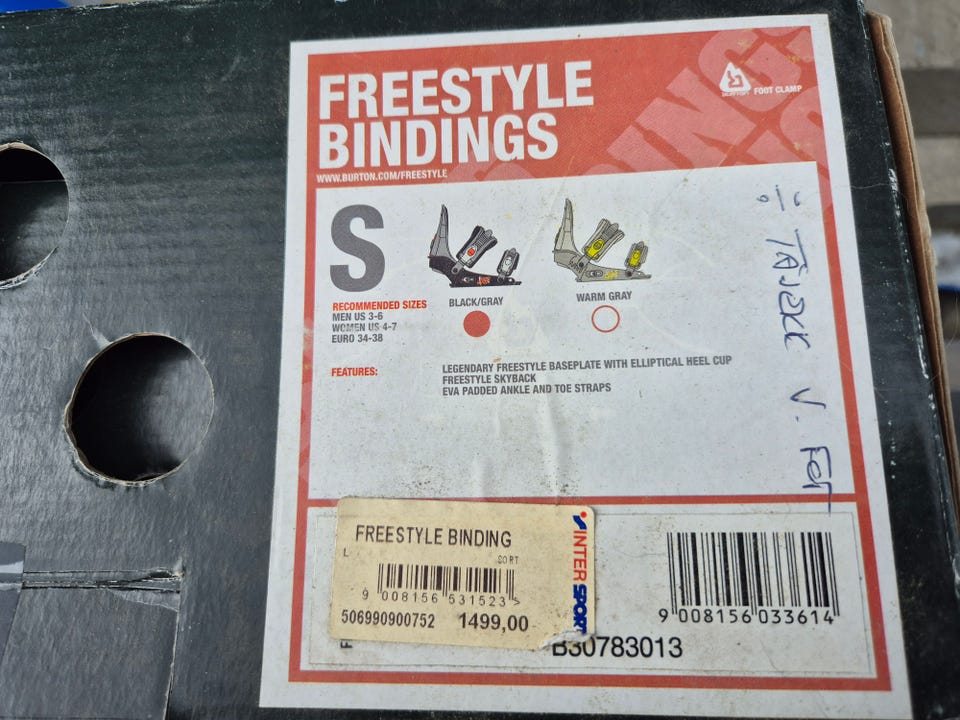 FREESTYLE
BINDINGS
WWW.BURTON.COM/FREESTYLE
BURTON
FOOT CLAMP
S
RECOMMENDED SIZES
MEN US 3-6
WOMEN US 4-7
EURO 34-38
BLACK/GRAY
WARM GRAY
FEATURES:
LEGENDARY FREESTYLE BASEPLATE WITH ELLIPTICAL HEEL CUP
FREESTYLE SKYBACK
EVA PADDED ANKLE AND TOE STRAPS
V.
FREESTYLE BINDING
L
SORT
9 008156 531523 >
506990900752 1499,00
INTERSPORT
9 008156 033614
F
B30783013